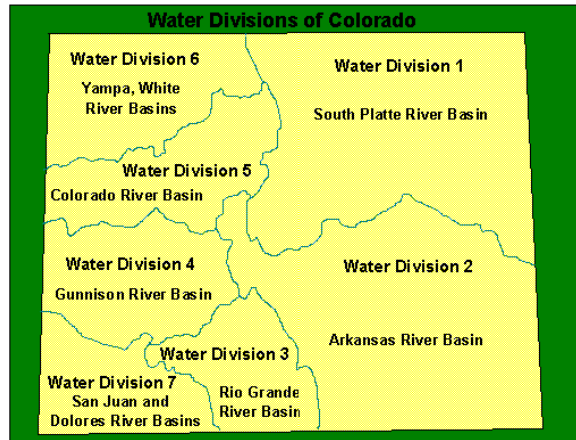 Water Divisions of Colorado
Water Division 6
Yampa, White
River Basins
Water Division 1
South Platte River Basin
Water Division 5
Colorado River Basin
Water Division 4
Gunnison River Basin
Water Division 2
Arkansas River Basin
Water Division 3
Rio Grande
River Basin
Water Division 7
San Juan and
Dolores River Basins